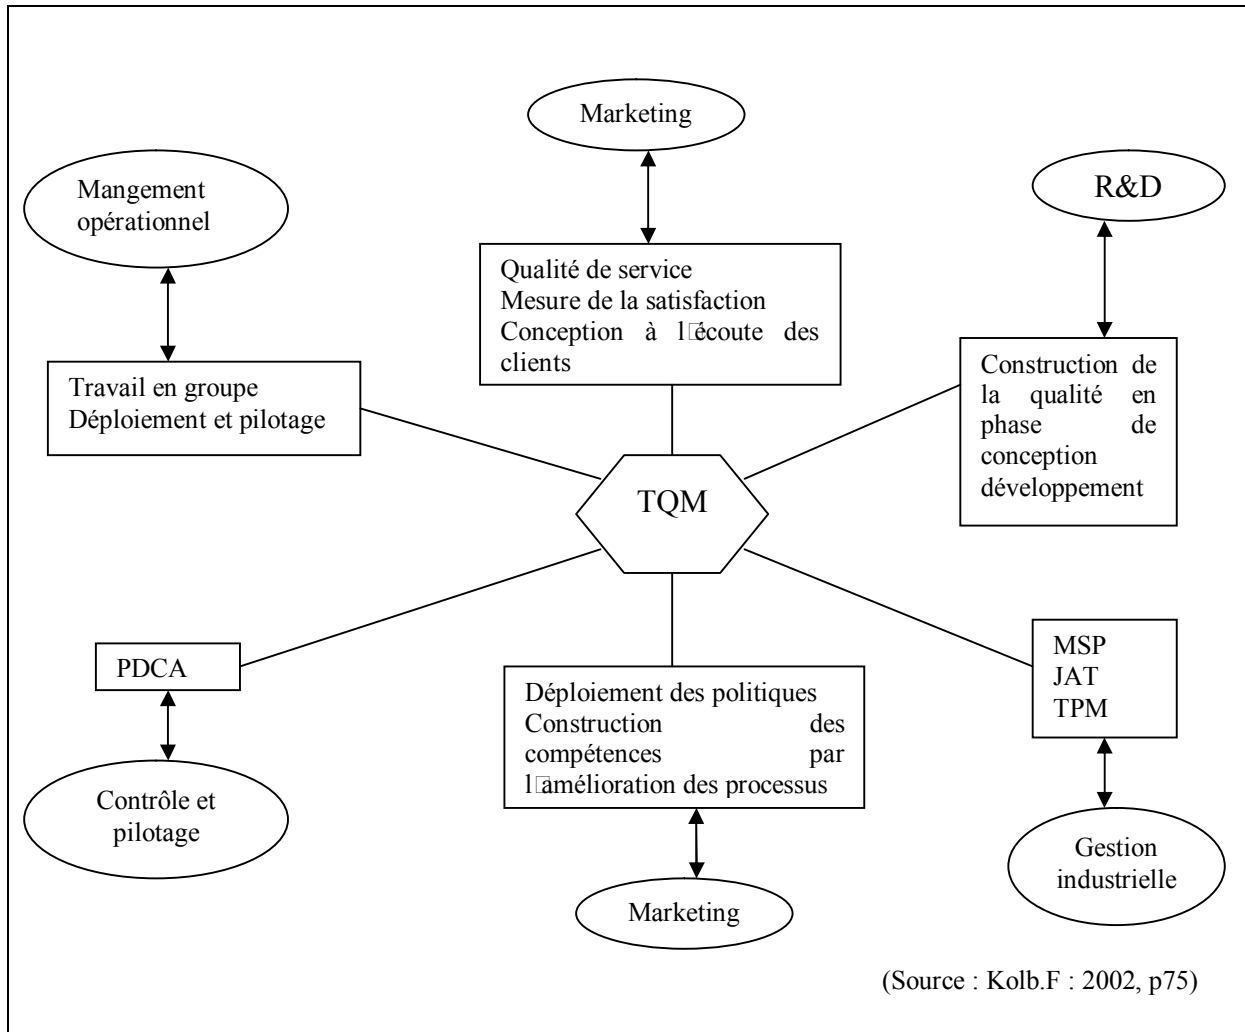 Marketing
Mangement
opérationnel
R&D
Qualité de service
Mesure de la satisfaction
Conception à l□écoute des
clients
Travail en groupe
Déploiement et pilotage
Construction de
la qualité en
phase de
conception
développement
TQM
PDCA
Déploiement des politiques
Construction des
compétences par
l□amélioration des processus
MSP
JAT
TPM
Contrôle et
pilotage
Marketing
Gestion
industrielle
(Source : Kolb.F : 2002, p75)